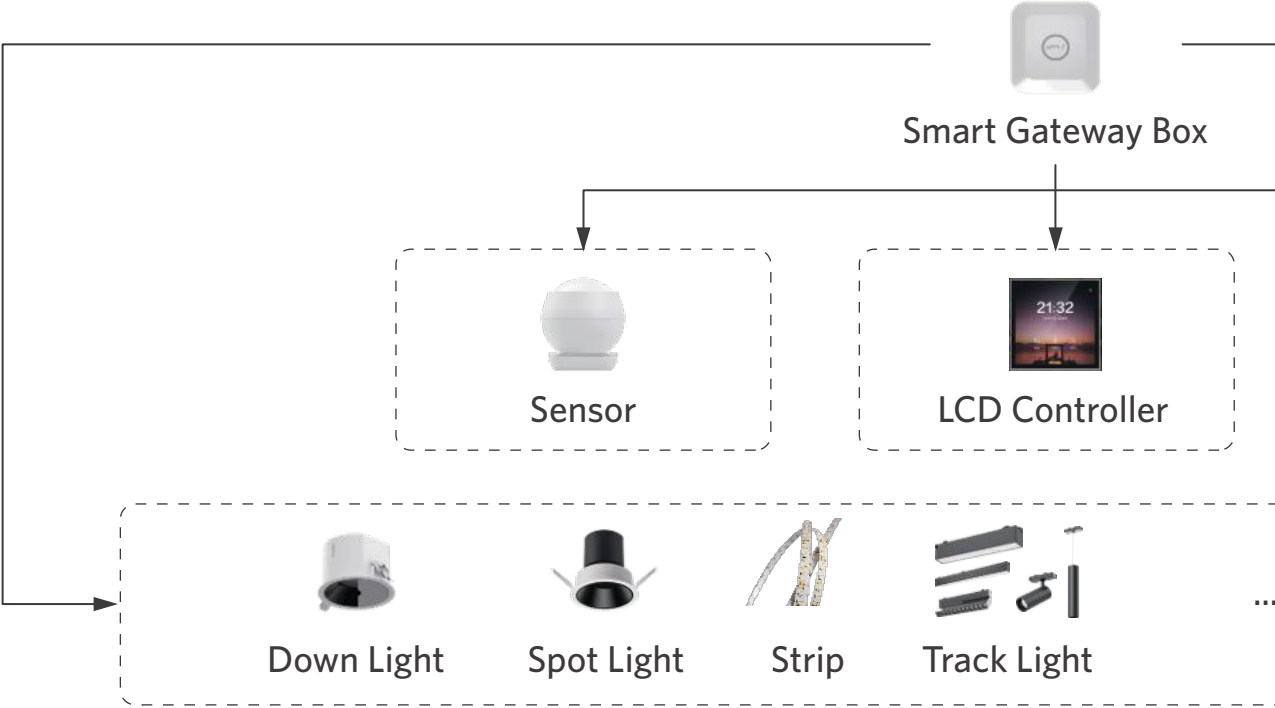 Smart Gateway Box
21:32
Sensor
LCD Controller
...
Down Light
Spot Light
Strip
Track Light